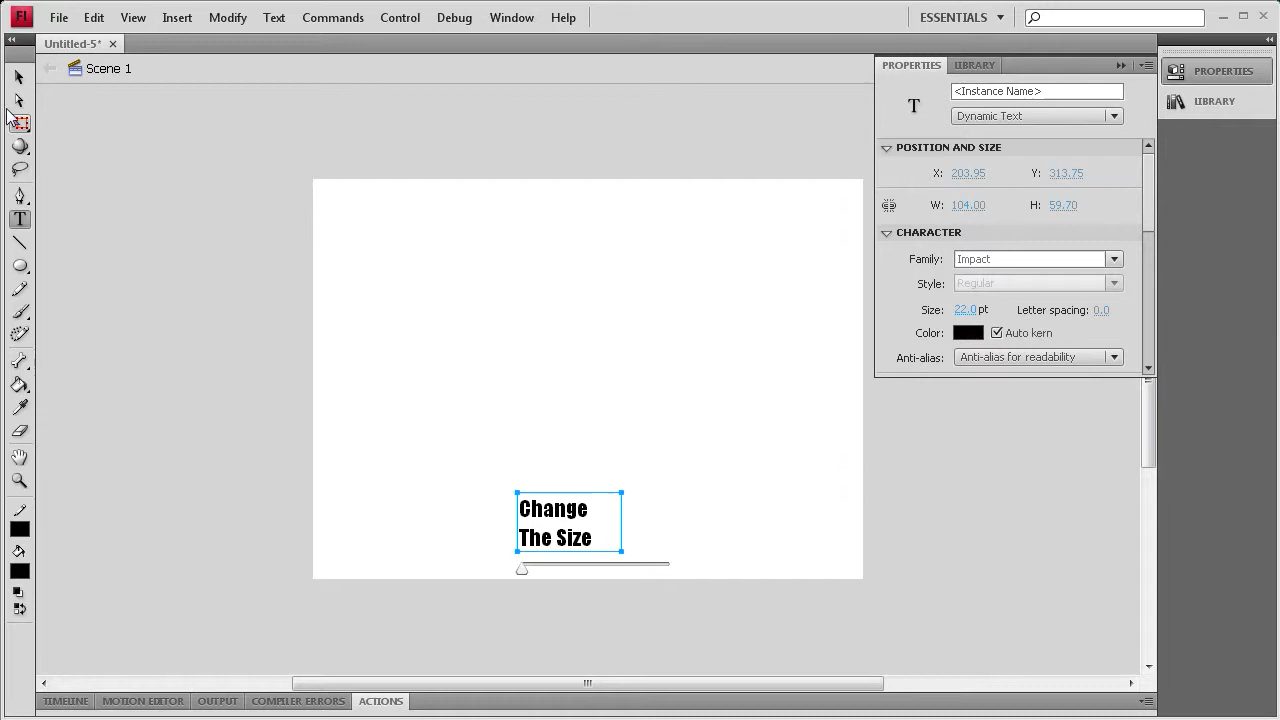 Fl File Edit View Insert Modify Text Commands Control Debug Window Help ESSENTIALS
Untitled-5* ×
Scene 1
PROPERTIES LIBRARY
<Instance Name>
T
Dynamic Text
POSITION AND SIZE
X: 203.95 Y: 313.75
W: 104.00 H: 59.70
CHARACTER
Family: Impact
Style: Regular
Size: 22.0 pt Letter spacing: 0.0
Color: Auto kern
Anti-alias: Anti-alias for readability
PROPERTIES
LIBRARY
T
Change
The Size
TIMELINE MOTION EDITOR OUTPUT COMPILER ERRORS ACTIONS